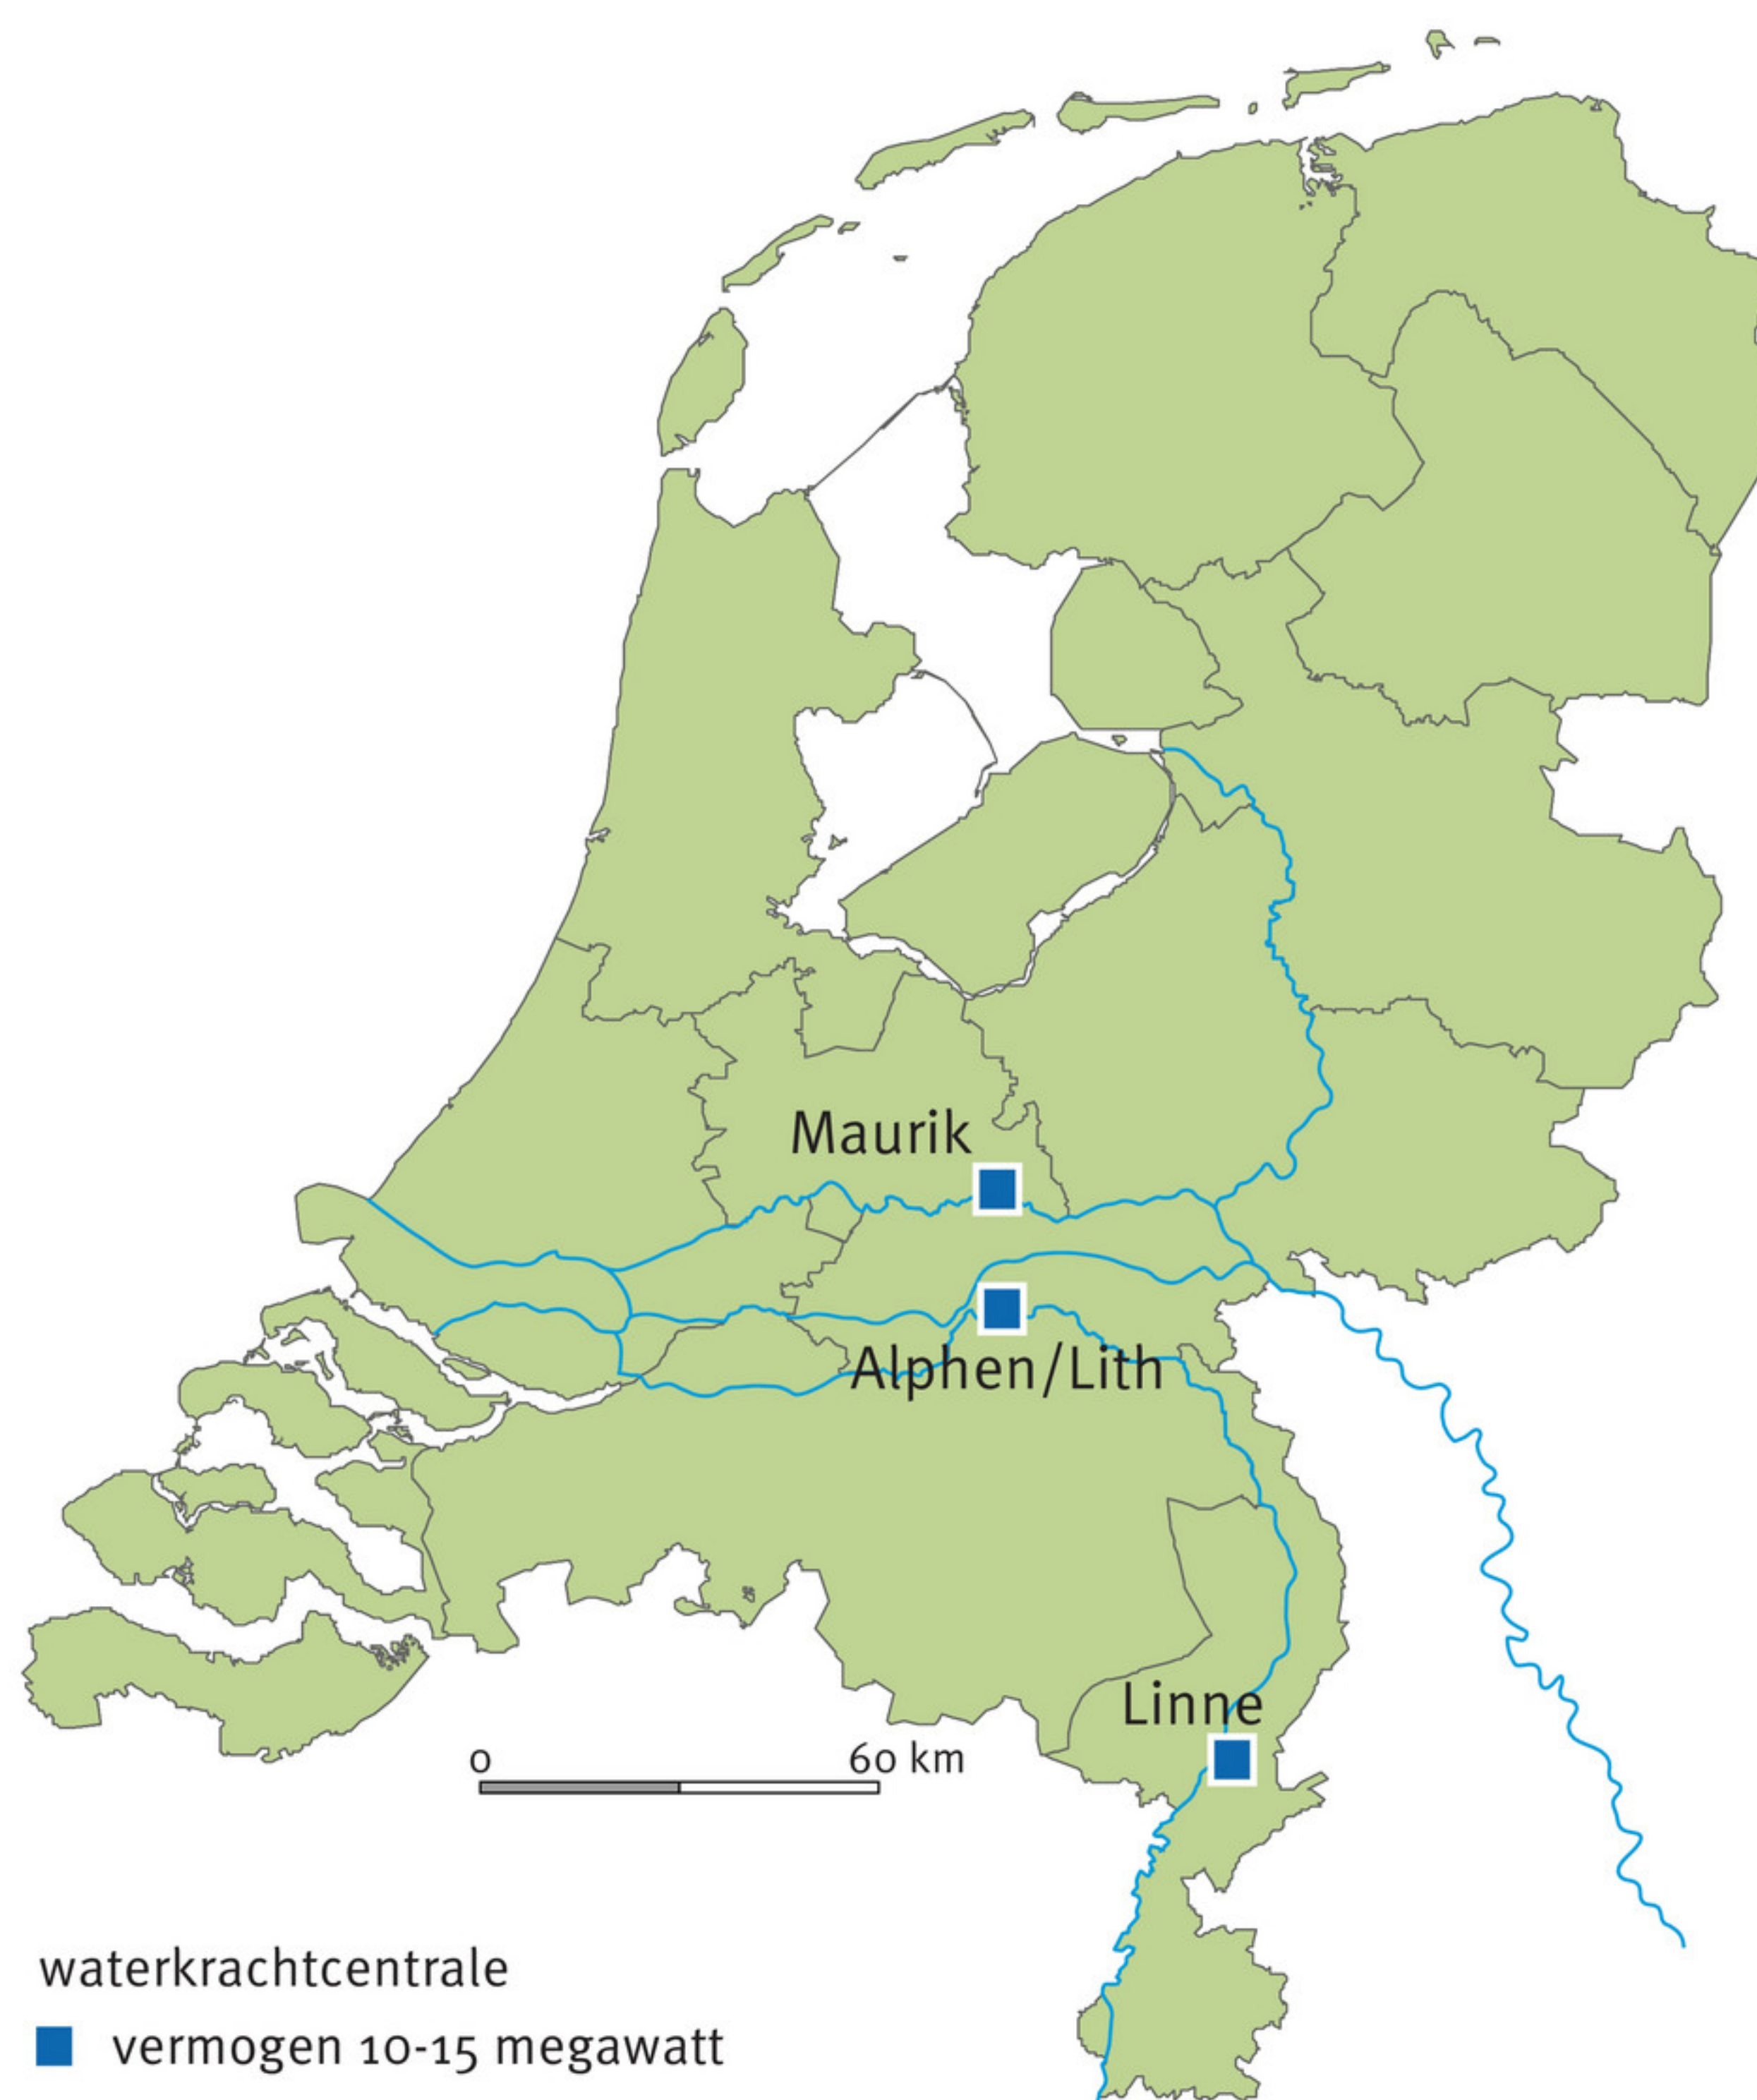 Maurik
Alphen/Lith
Linne
0 60 km
waterkrachtcentrale
vermogen 10-15 megawatt